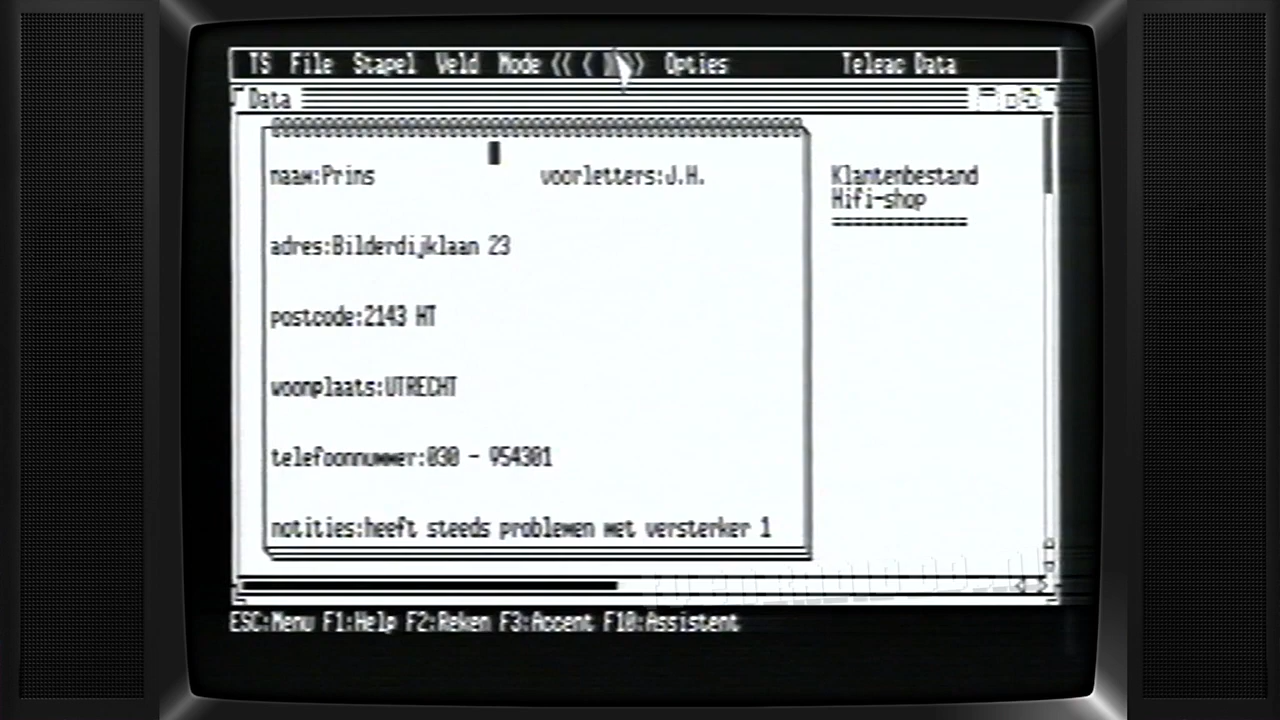 TS File Stapel Veld Mode << < > >> Opties Teleac Data
Data
naam:Prins voorletters:J.H.
Klantenbestand
Hifi-shop
=============
adres:Bilderdijklaan 23
postcode:2143 HT
woonplaats:UTRECHT
telefoonnummer:030 - 954301
notities:heeft steeds problemen met versterker 1
ESC:Menu F1:Help F2:Reken F3:Accent F10:Assistent